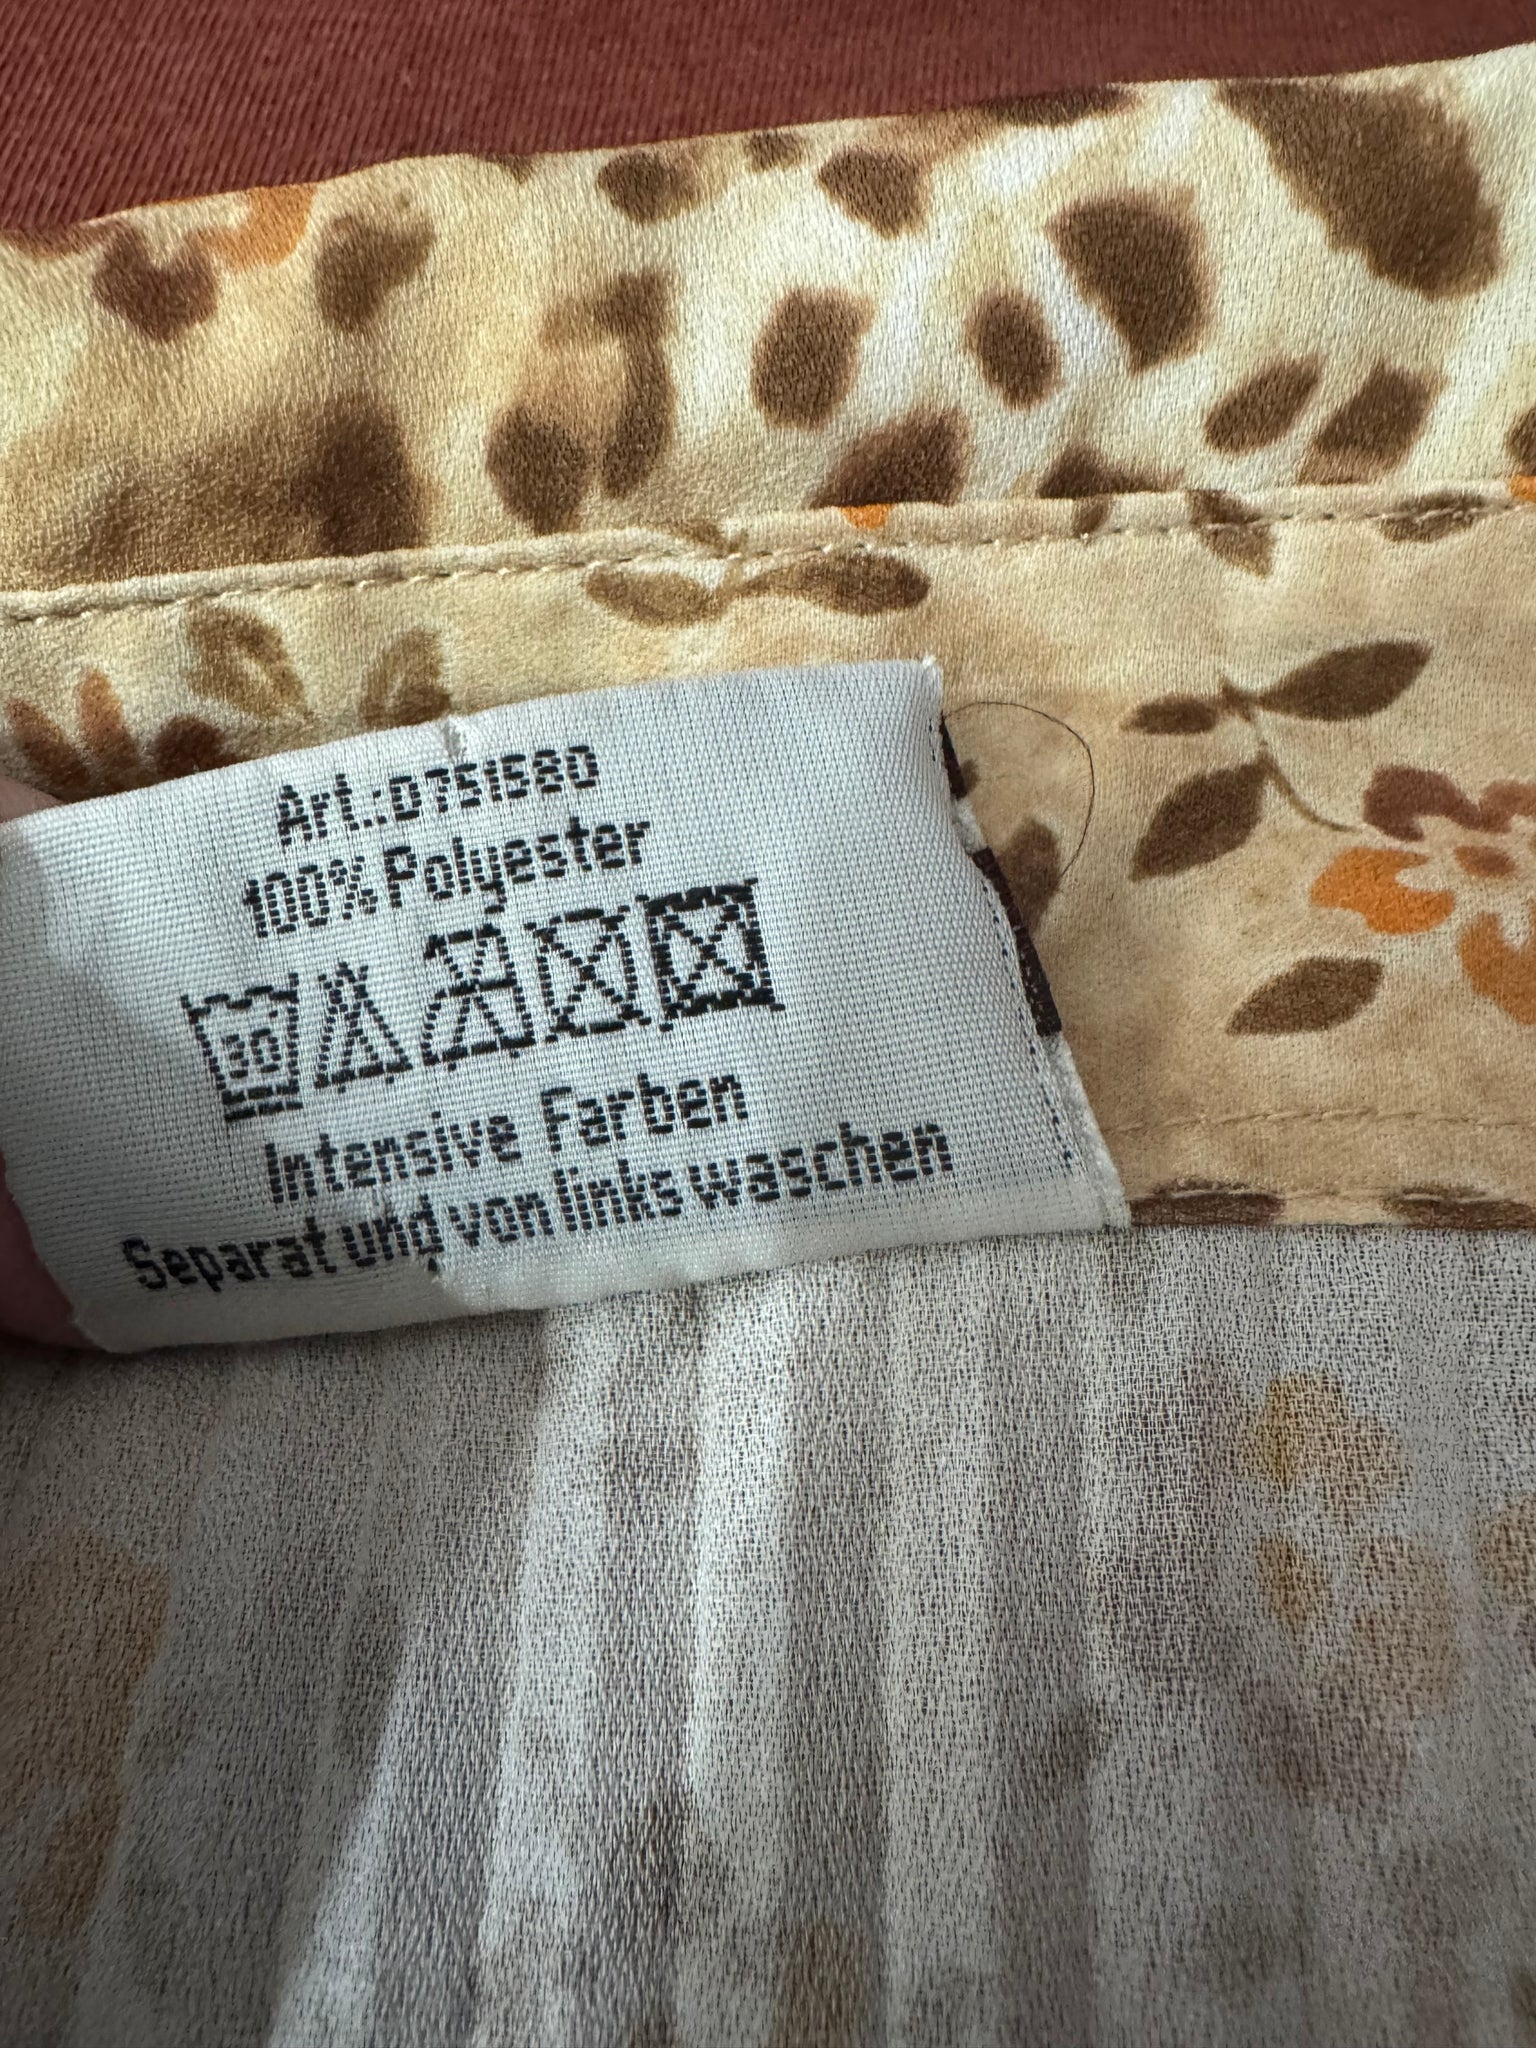 Art.:0751580
100% Polyester
30
Intensive Farben
Separat und von links waschen